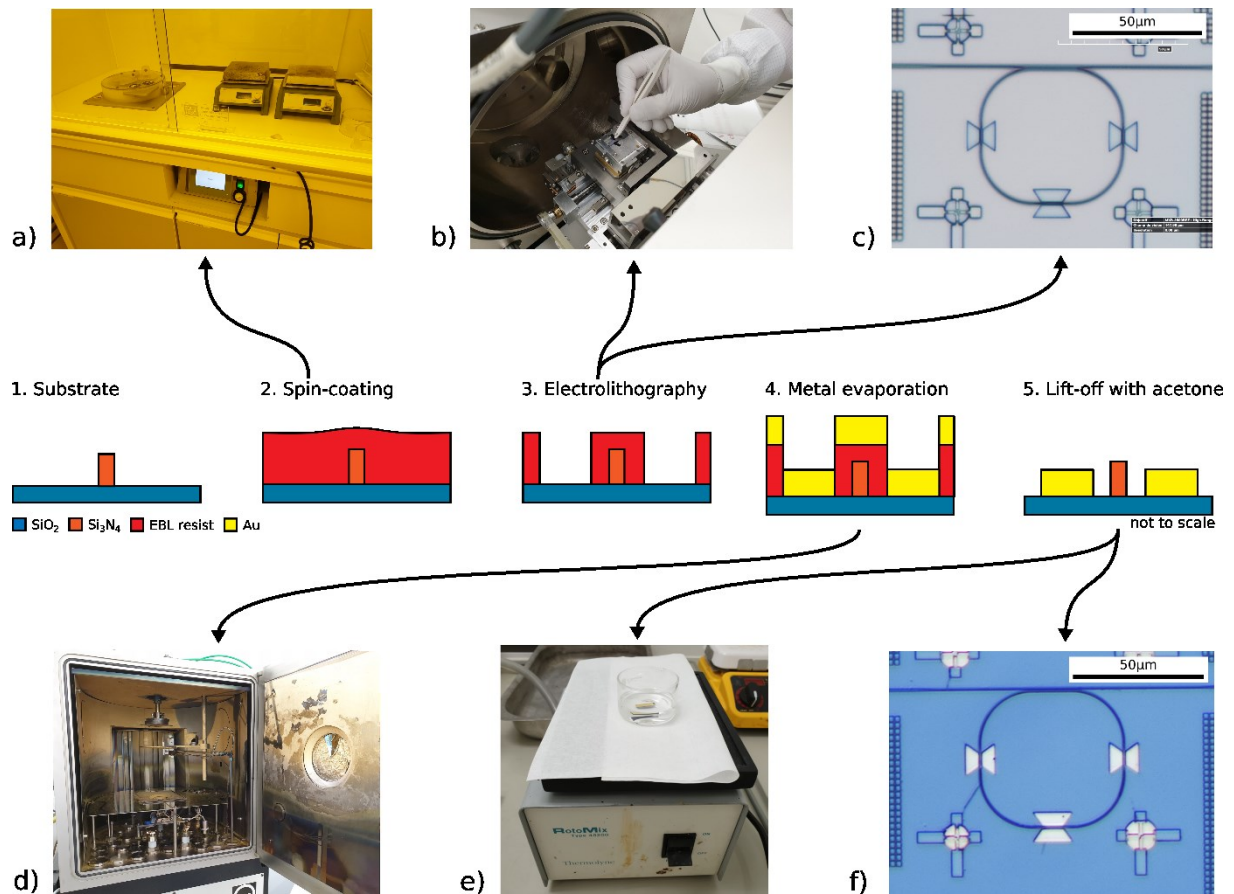 a)
b)
50µm
c)
1. Substrate
2. Spin-coating
3. Electrolithography
4. Metal evaporation
5. Lift-off with acetone
SiO₂ Si₃N₄ EBL resist Au
not to scale
d)
RotoMix
Thermolyne
e)
50µm
f)